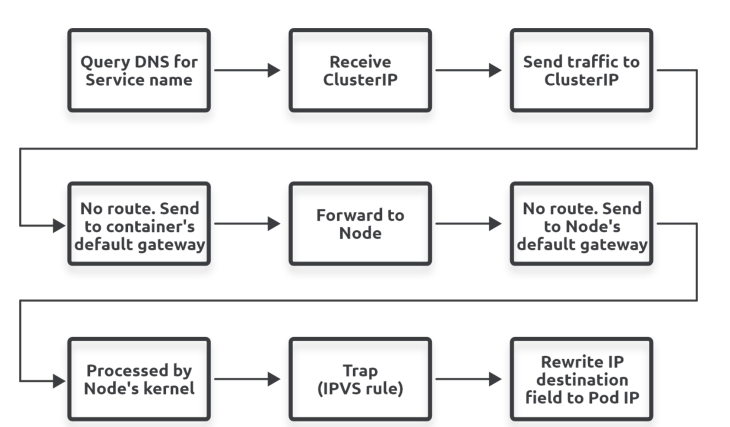 Query DNS for
Service name
Receive
ClusterIP
Send traffic to
ClusterIP
No route. Send
to container's
default gateway
Forward to
Node
No route. Send
to Node's
default gateway
Processed by
Node's kernel
Trap
(IPVS rule)
Rewrite IP
destination
field to Pod IP